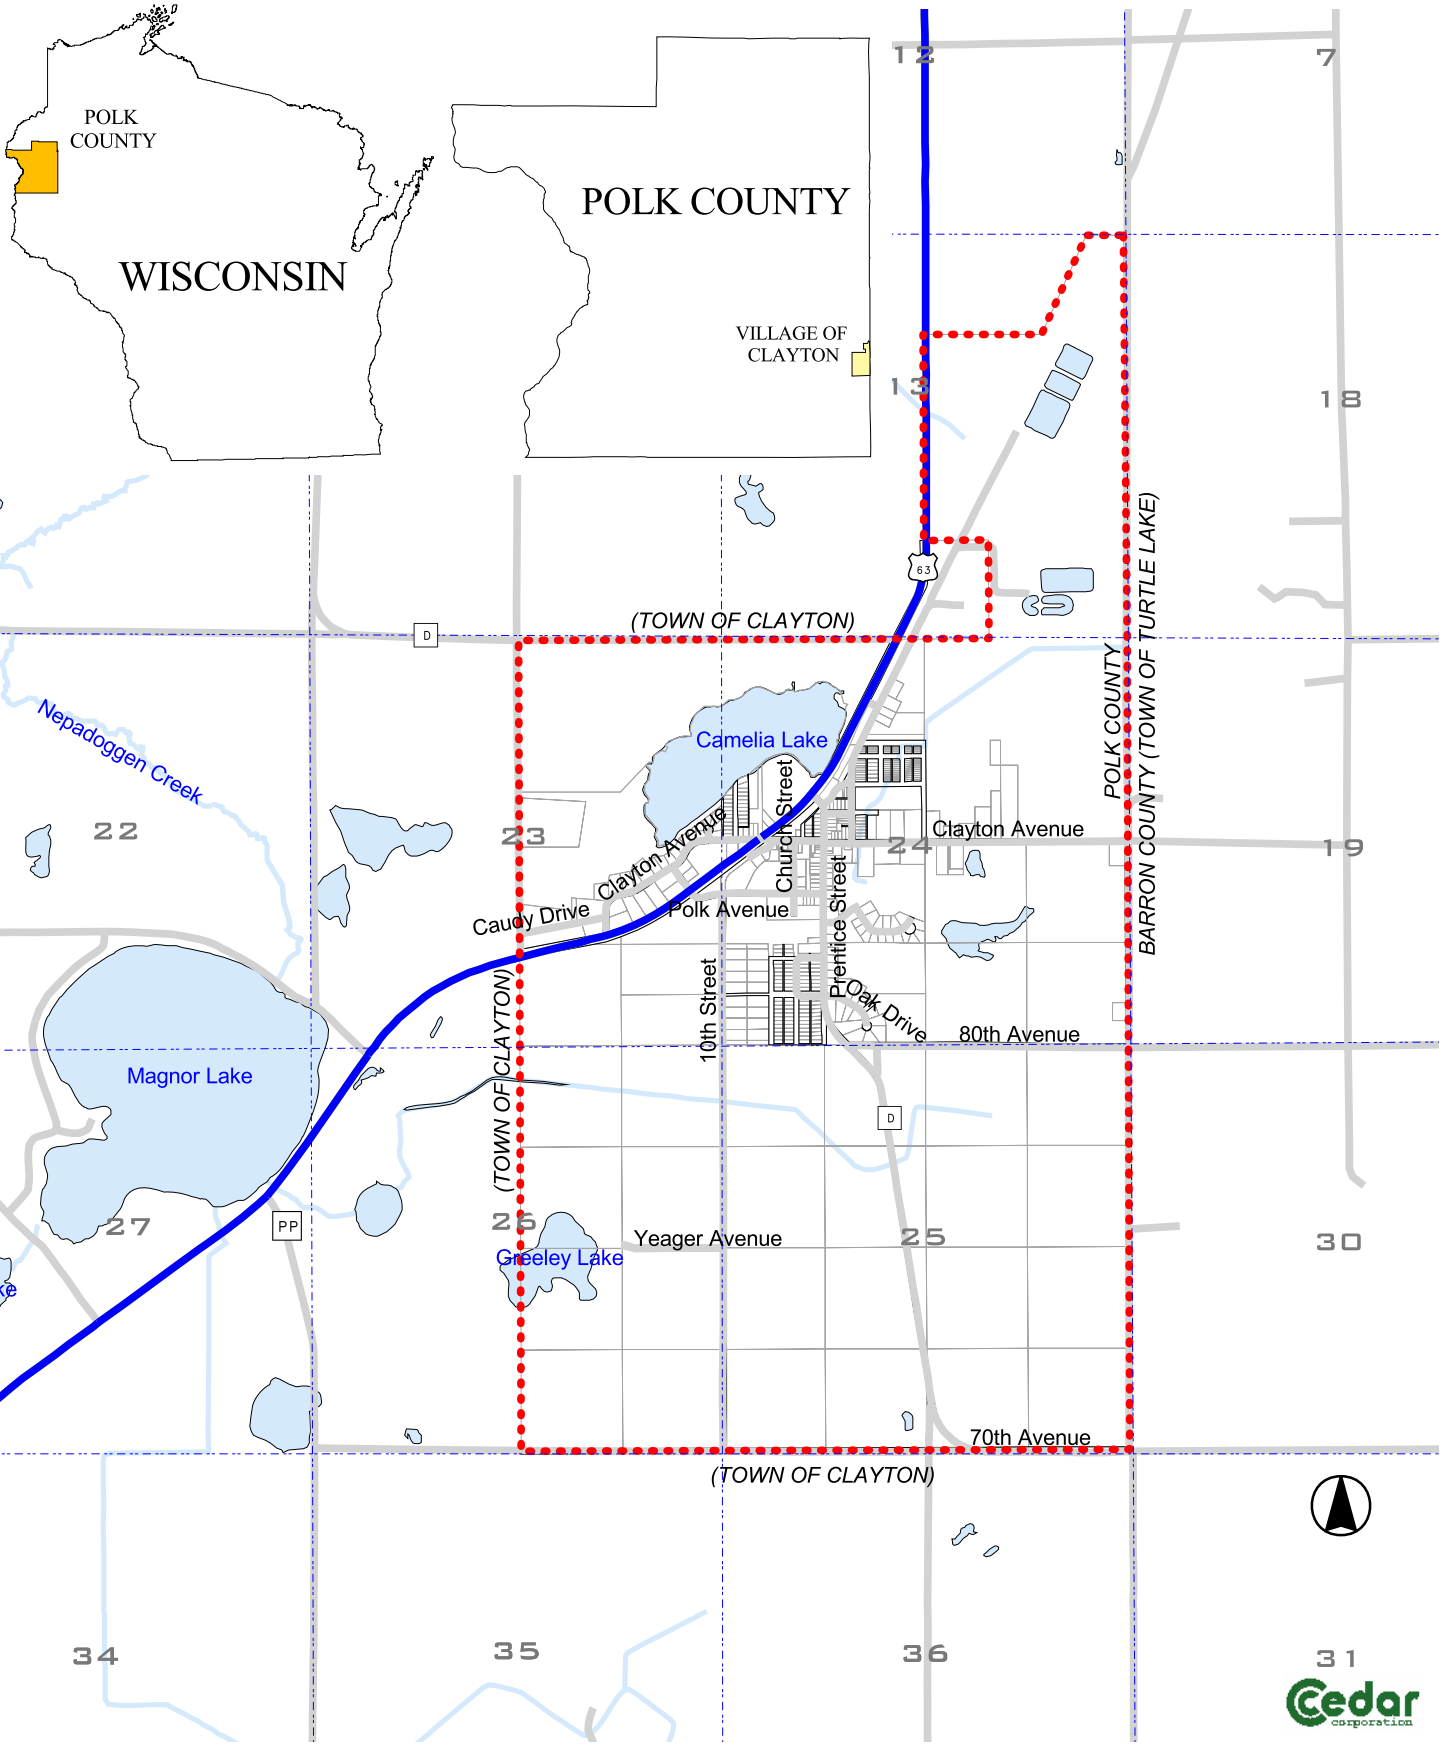 POLK
COUNTY
WISCONSIN
POLK COUNTY
VILLAGE OF
CLAYTON
12
7
13
18
63
(TOWN OF CLAYTON)
D
POLK COUNTY
BARRON COUNTY (TOWN OF TURTLE LAKE)
Nepadoggen Creek
Camelia Lake
22
23
24
19
Clayton Avenue
Clayton Avenue
Church Street
Caudy Drive
Polk Avenue
Prentice Street
10th Street
Oak Drive
80th Avenue
(TOWN OF CLAYTON)
Magnor Lake
D
27
PP
26
Yeager Avenue
25
30
Greeley Lake
ke
70th Avenue
(TOWN OF CLAYTON)
34
35
36
31
Cedar
corporation